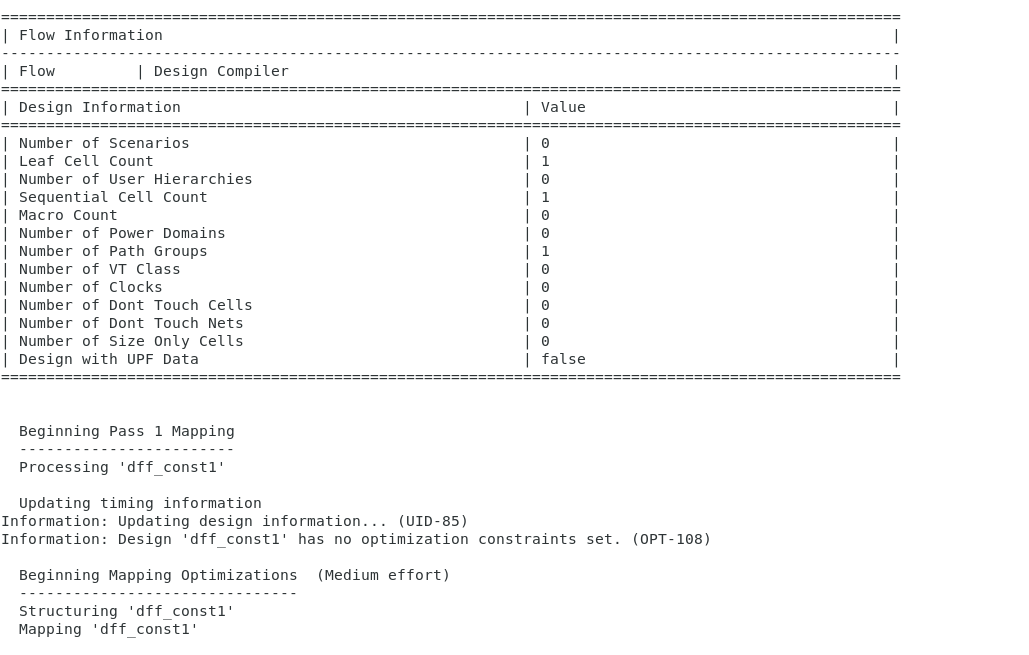 ====================================================================================================
| Flow Information                                                                                 |
----------------------------------------------------------------------------------------------------
| Flow         | Design Compiler                                                                   |
====================================================================================================
| Design Information                                      | Value                                  |
====================================================================================================
| Number of Scenarios                                     | 0                                      |
| Leaf Cell Count                                         | 1                                      |
| Number of User Hierarchies                              | 0                                      |
| Sequential Cell Count                                   | 1                                      |
| Macro Count                                             | 0                                      |
| Number of Power Domains                                 | 0                                      |
| Number of Path Groups                                   | 1                                      |
| Number of VT Class                                      | 0                                      |
| Number of Clocks                                        | 0                                      |
| Number of Dont Touch Cells                              | 0                                      |
| Number of Dont Touch Nets                               | 0                                      |
| Number of Size Only Cells                               | 0                                      |
| Design with UPF Data                                    | false                                  |
====================================================================================================
  Beginning Pass 1 Mapping
  ------------------------
  Processing 'dff_const1'
  Updating timing information
Information: Updating design information... (UID-85)
Information: Design 'dff_const1' has no optimization constraints set. (OPT-108)
  Beginning Mapping Optimizations  (Medium effort)
  -------------------------------
  Structuring 'dff_const1'
  Mapping 'dff_const1'